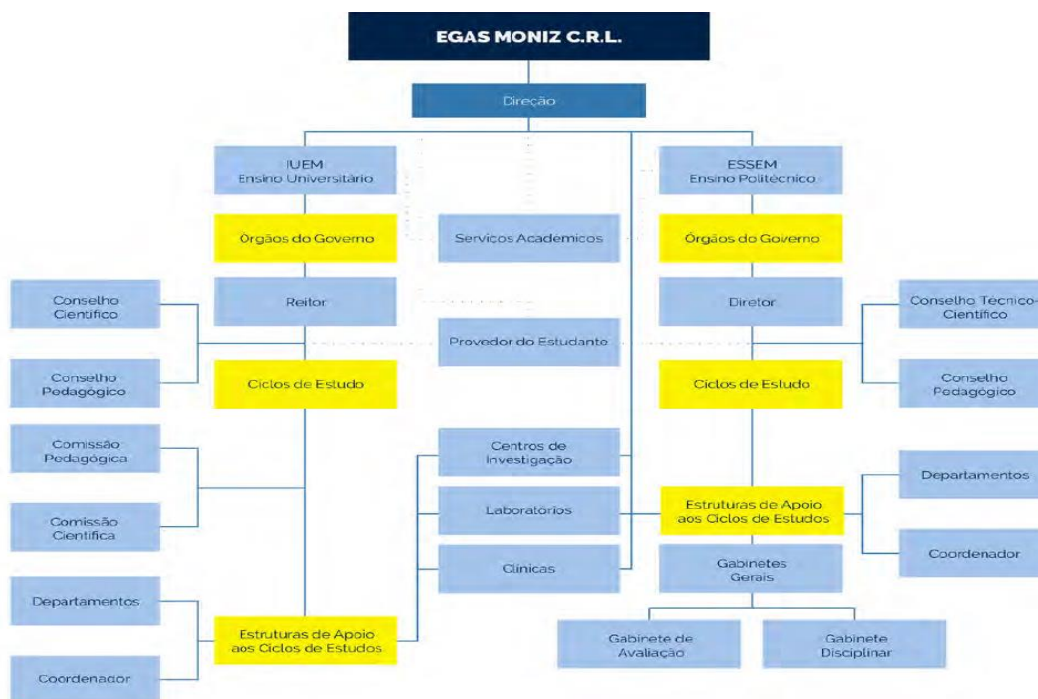 EGAS MONIZ C.R.L.
Direção
IUEM
Ensino Universitário
ESSEM
Ensino Politécnico
Órgãos do Governo
Serviços Académicos
Órgãos do Governo
Conselho
Científico
Reitor
Diretor
Conselho Técnico-
Científico
Provedor do Estudante
Conselho
Pedagógico
Ciclos de Estudo
Ciclos de Estudo
Conselho
Pedagógico
Comissão
Pedagógica
Centros de
Investigação
Departamentos
Comissão
Científica
Laboratórios
Estruturas de Apoio
aos Ciclos de Estudos
Clínicas
Gabinetes
Gerais
Coordenador
Departamentos
Estruturas de Apoio
aos Ciclos de Estudos
Gabinete de
Avaliação
Gabinete
Disciplinar
Coordenador